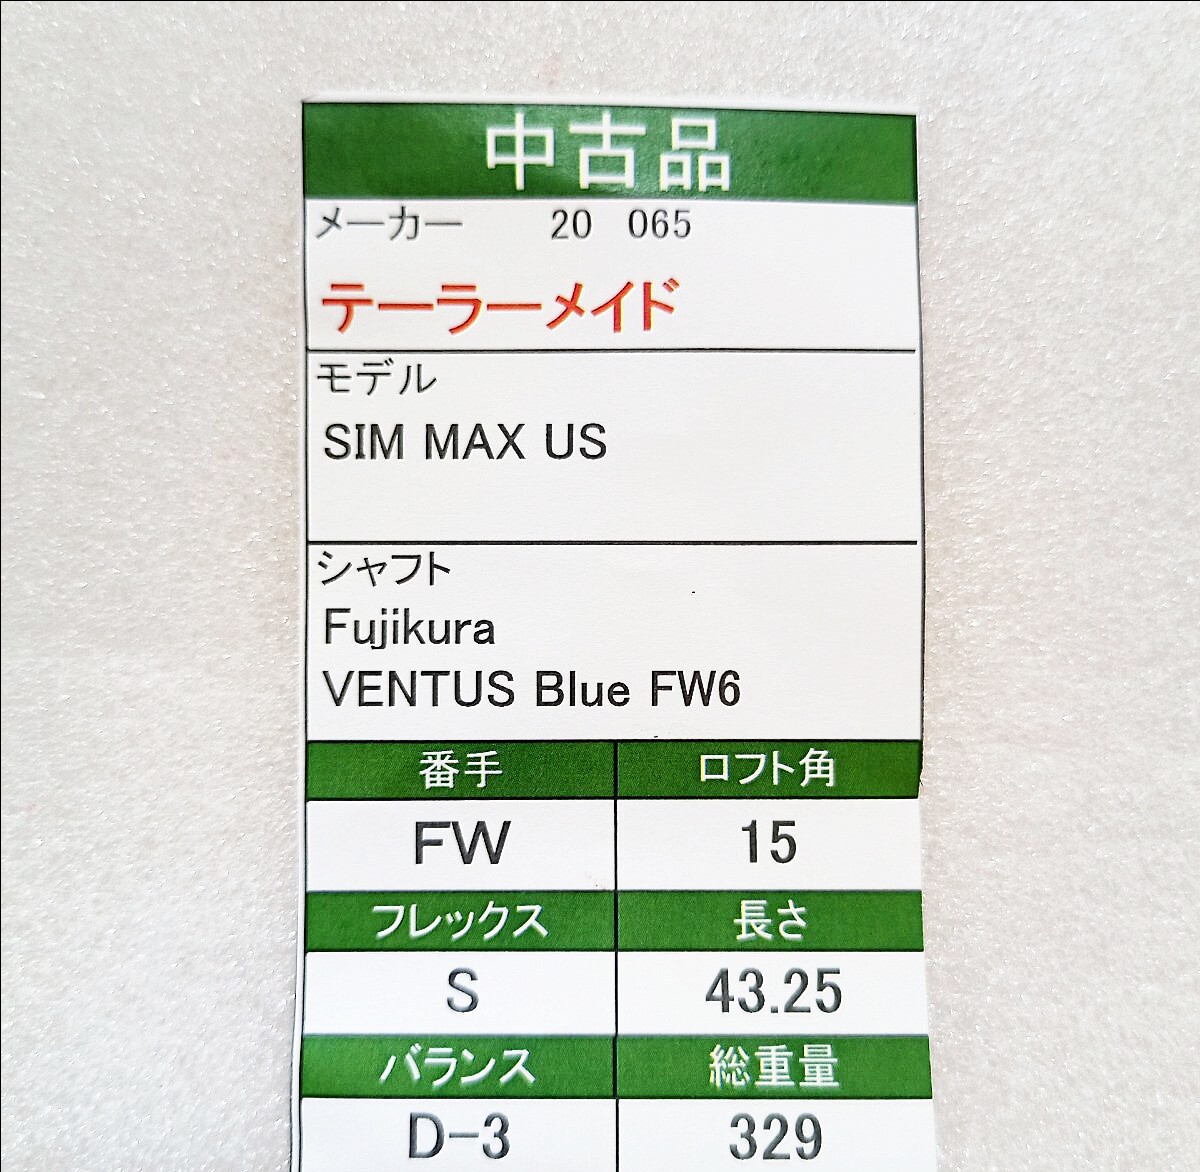 中古品
メーカー 20 065
テーラーメイド
モデル
SIM MAX US
シャフト
Fujikura
VENTUS Blue FW6
番手 ロフト角
FW 15
フレックス 長さ
S 43.25
バランス 総重量
D-3 329